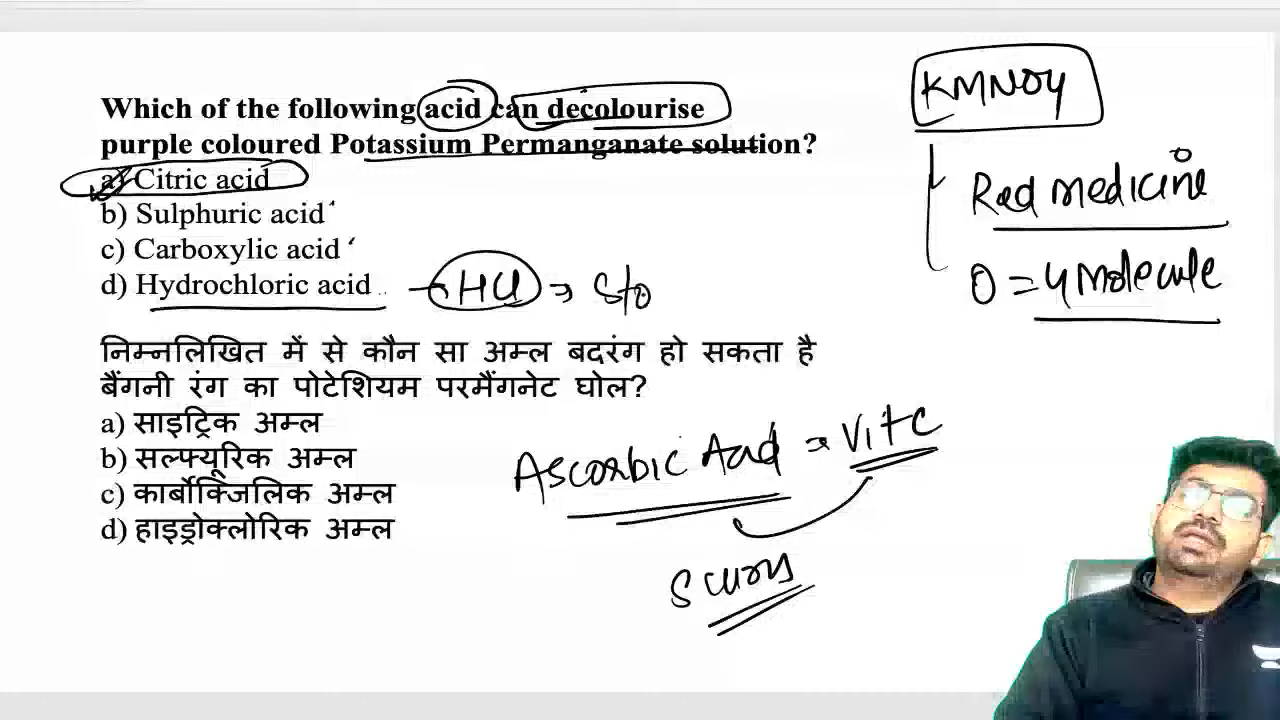 Which of the following acid can decolourise
purple coloured Potassium Permanganate solution?
a) Citric acid
b) Sulphuric acid
c) Carboxylic acid
d) Hydrochloric acid
HCl ⇒ Sto
KMNO4
Red medicine
O = 4 Molecule
निम्नलिखित में से कौन सा अम्ल बदरंग हो सकता है
बैंगनी रंग का पोटेशियम परमैंगनेट घोल?
a) साइट्रिक अम्ल
b) सल्फ्यूरिक अम्ल
c) कार्बोक्जिलिक अम्ल
d) हाइड्रोक्लोरिक अम्ल
Ascorbic Acid ⇒ Vit C